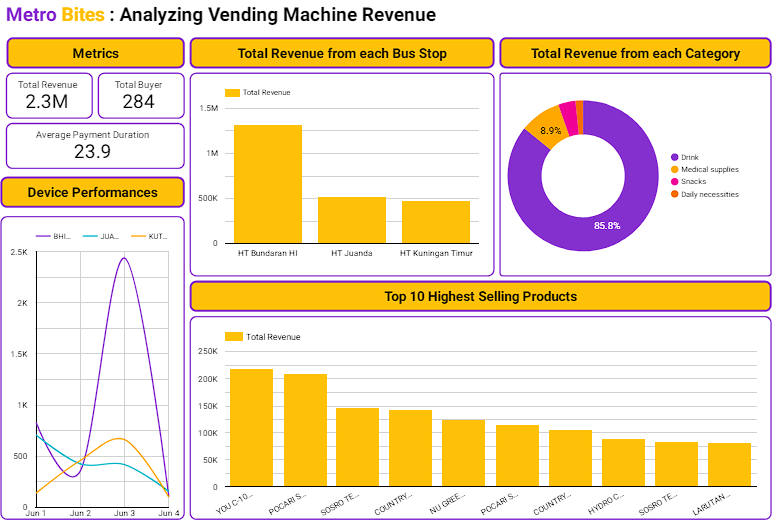 Metro Bites : Analyzing Vending Machine Revenue
Metrics
Total Revenue
2.3M
Total Buyer
284
Average Payment Duration
23.9
Device Performances
BHI...
JUA...
KUT...
2.5K
2K
1.5K
1K
500
0
Jun 1
Jun 2
Jun 3
Jun 4
Total Revenue from each Bus Stop
Total Revenue
1.5M
1M
500K
0
HT Bundaran HI
HT Juanda
HT Kuningan Timur
Total Revenue from each Category
8.9%
85.8%
Drink
Medical supplies
Snacks
Daily necessities
Top 10 Highest Selling Products
Total Revenue
250K
200K
150K
100K
50K
0
YOU C-10...
POCARI S...
SOSRO TE...
COUNTRY...
NU GREE...
POCARI S...
COUNTRY...
HYDRO C...
SOSRO TE...
LARUTAN...